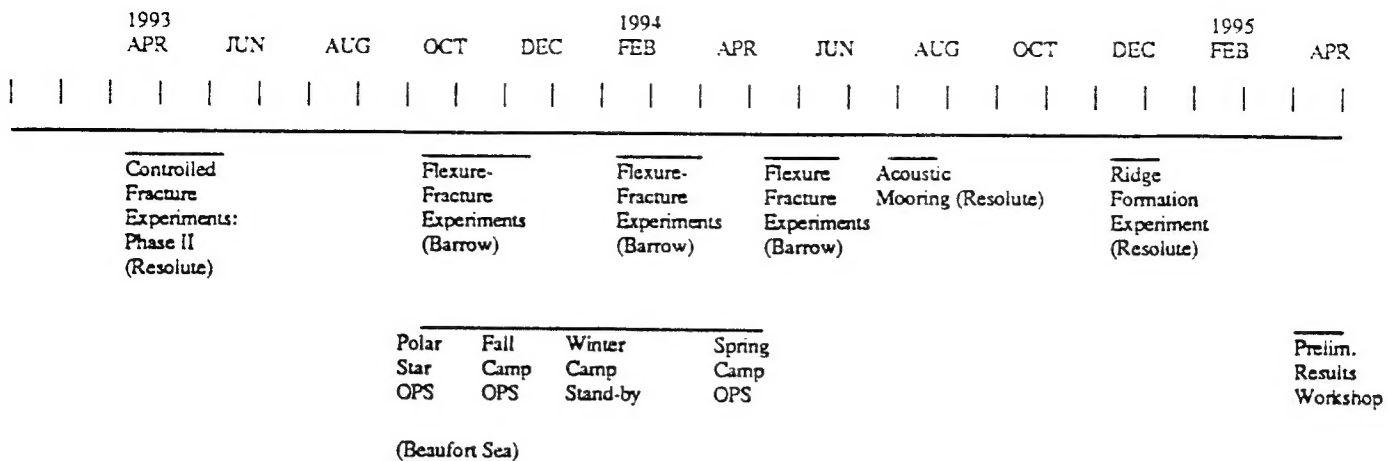 1993 1994 1995
APR JUN AUG OCT DEC FEB APR JUN AUG OCT DEC FEB APR
Controlled
Fracture
Experiments:
Phase II
(Resolute)
Flexure-
Fracture
Experiments
(Barrow)
Flexure-
Fracture
Experiments
(Barrow)
Flexure
Fracture
Experiments
(Barrow)
Acoustic
Mooring (Resolute)
Ridge
Formation
Experiment
(Resolute)
Polar
Star
OPS
Fall
Camp
OPS
Winter
Camp
Stand-by
Spring
Camp
OPS
Prelim.
Results
Workshop
(Beaufort Sea)